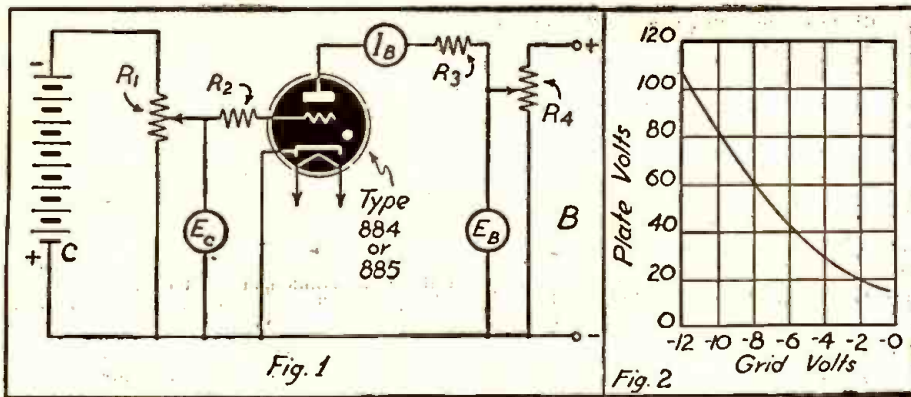 -
R1
R2
IB
R3
+
R4
EC
Type
884
or
885
EB
B
+ C
-
Fig. 1
120
100
80
60
40
20
0
Plate Volts
-12 -10 -8 -6 -4 -2 -0
Grid Volts
Fig. 2